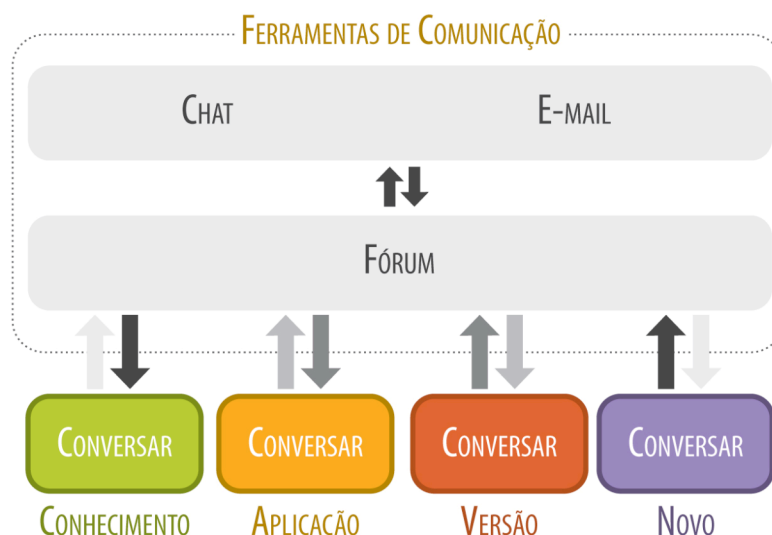 Ferramentas de Comunicação
Chat E-mail
Fórum
Conversar Conversar Conversar Conversar
Conhecimento Aplicação Versão Novo